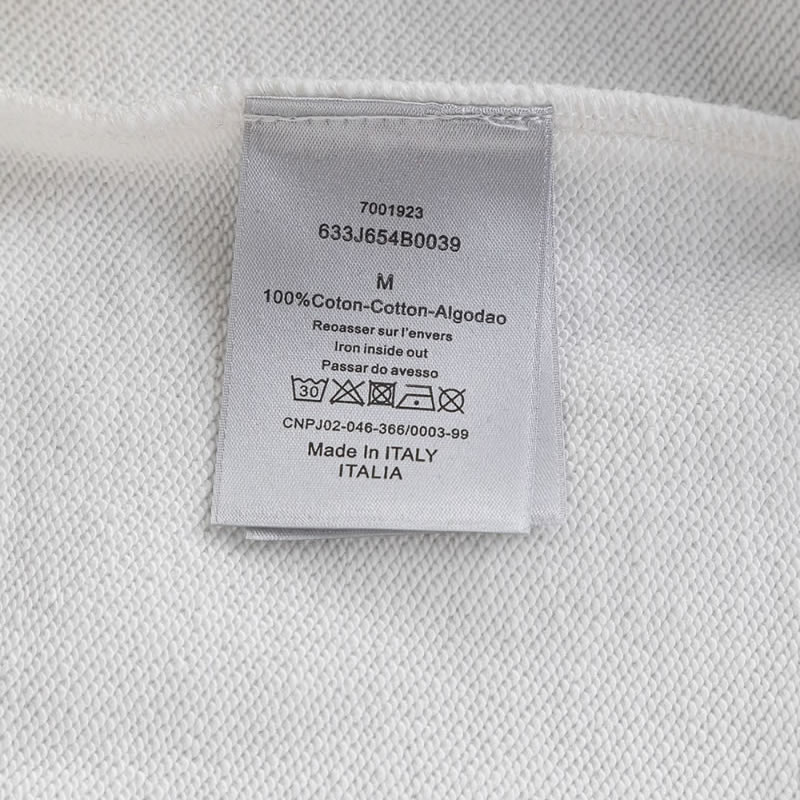 7001923
633J654B0039
M
100%Coton-Cotton-Algodao
Reoasser sur l'envers
Iron inside out
Passar do avesso
30
CNPJ02-046-366/0003-99
Made In ITALY
ITALIA